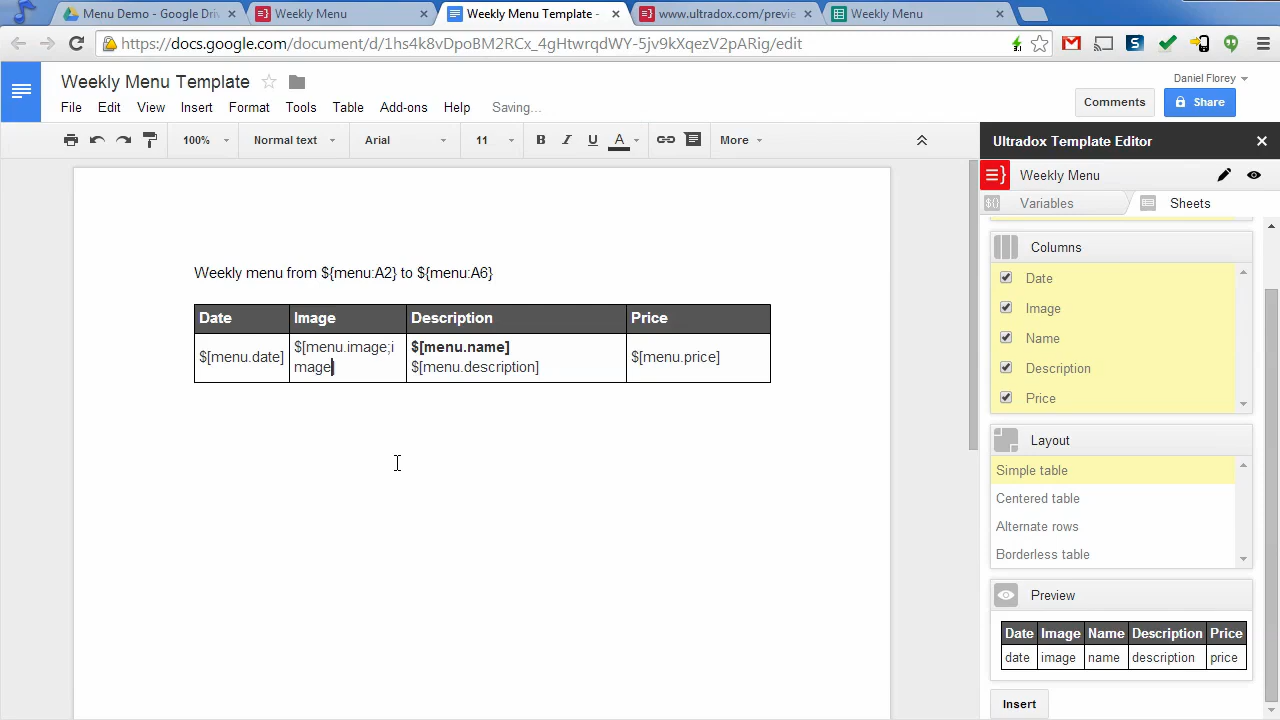 Menu Demo - Google Driv
Weekly Menu
Weekly Menu Template -
www.ultradox.com/previe
Weekly Menu
https://docs.google.com/document/d/1hs4k8vDpoBM2RCx_4gHtwrqdWY-5jv9kXqezV2pARig/edit
Weekly Menu Template
Daniel Florey
File Edit View Insert Format Tools Table Add-ons Help Saving...
Comments
Share
100% Normal text Arial 11 B I U A More
Ultradox Template Editor
Weekly Menu
Variables Sheets
Columns
Date
Image
Name
Description
Price
Layout
Simple table
Centered table
Alternate rows
Borderless table
Preview
Date Image Name Description Price
date image name description price
Insert
Weekly menu from ${menu:A2} to ${menu:A6}
Date Image Description Price
$[menu.date] $[menu.image;i $[menu.name] $[menu.price]
mage] $[menu.description]